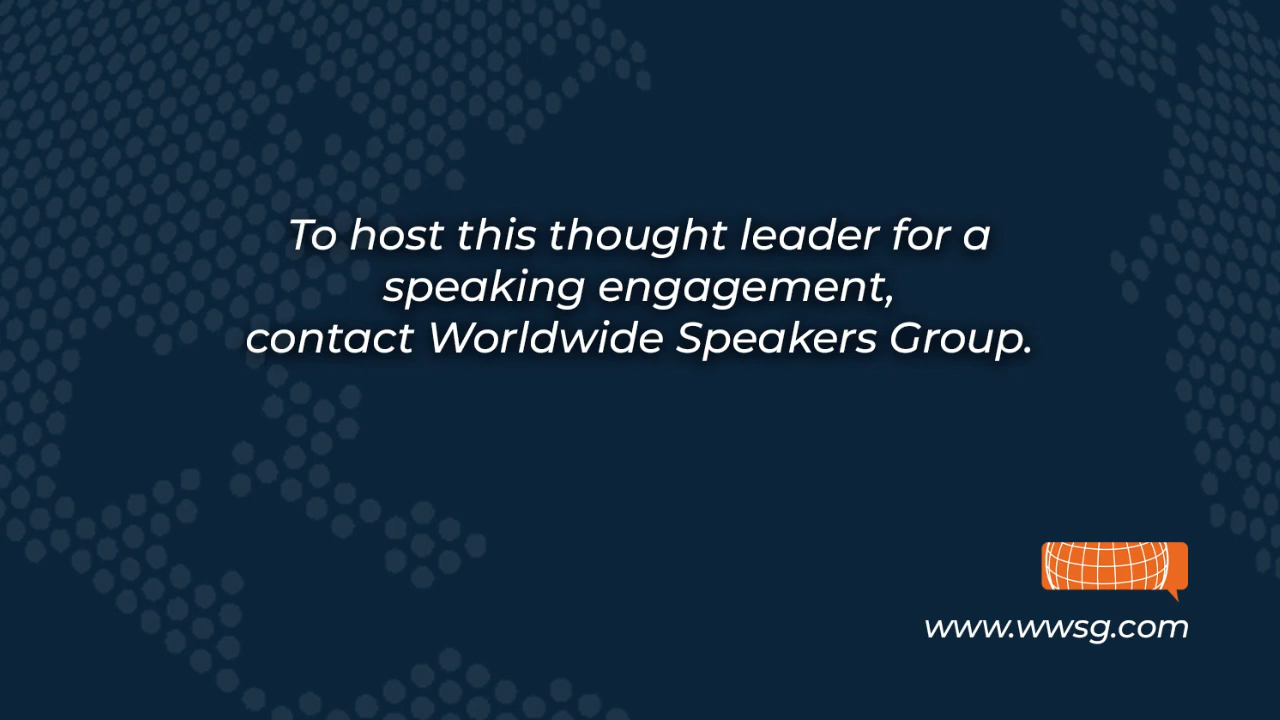 To host this thought leader for a
speaking engagement,
contact Worldwide Speakers Group.
www.wwsg.com